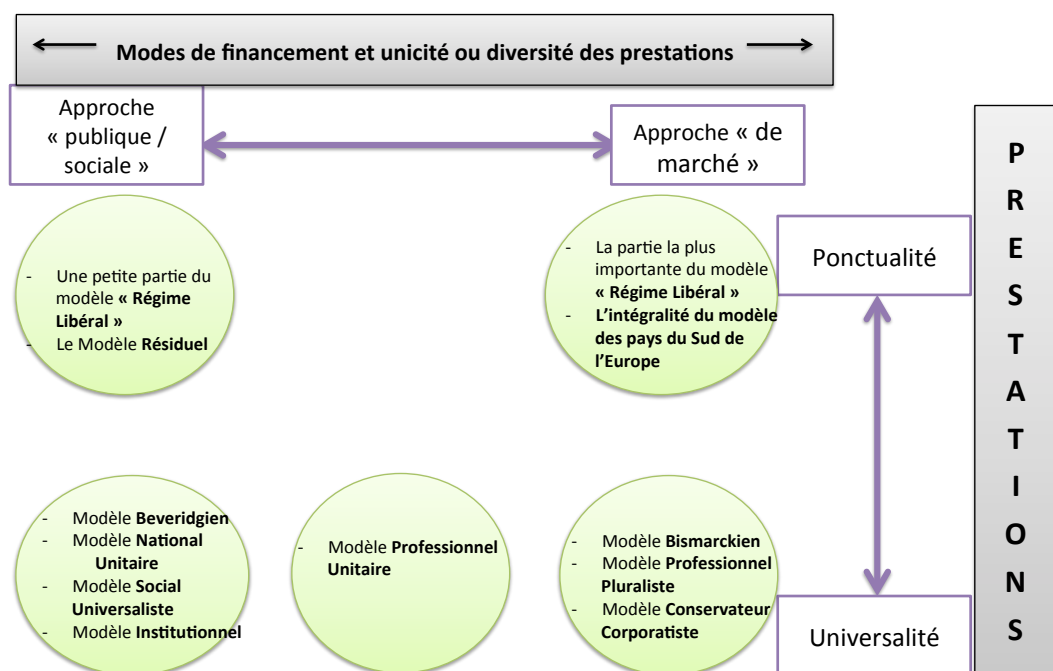 Modes de financement et unicité ou diversité des prestations
Approche
« publique /
sociale »
Approche « de
marché »
P
R
E
S
T
A
T
I
O
N
S
- Une petite partie du
modèle « Régime
Libéral »
- Le Modèle Résiduel
- La partie la plus
importante du modèle
« Régime Libéral »
- L’intégralité du modèle
des pays du Sud de
l’Europe
Ponctualité
- Modèle Beveridgien
- Modèle National
Unitaire
- Modèle Social
Universaliste
- Modèle Institutionnel
- Modèle Professionnel
Unitaire
- Modèle Bismarckien
- Modèle Professionnel
Pluraliste
- Modèle Conservateur
Corporatiste
Universalité